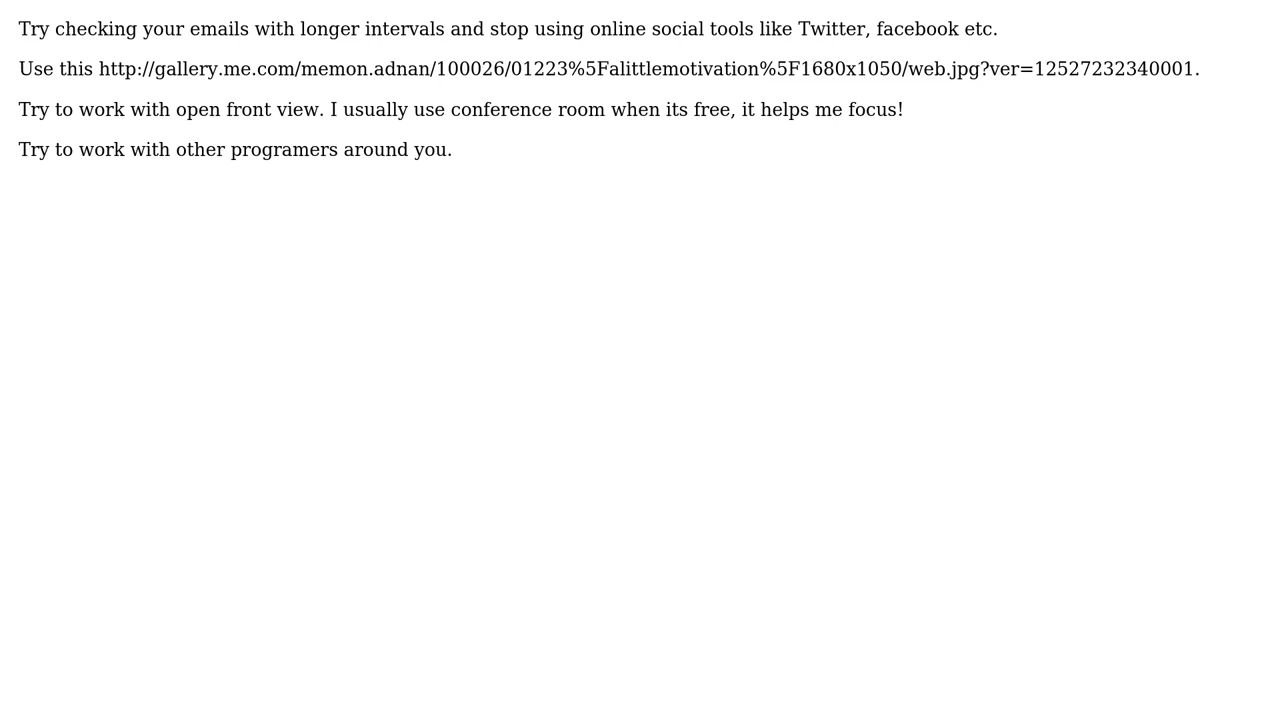 Try checking your emails with longer intervals and stop using online social tools like Twitter, facebook etc.
Use this http://gallery.me.com/memon.adnan/100026/01223%5Falittlemotivation%5F1680x1050/web.jpg?ver=12527232340001.
Try to work with open front view. I usually use conference room when its free, it helps me focus!
Try to work with other programers around you.